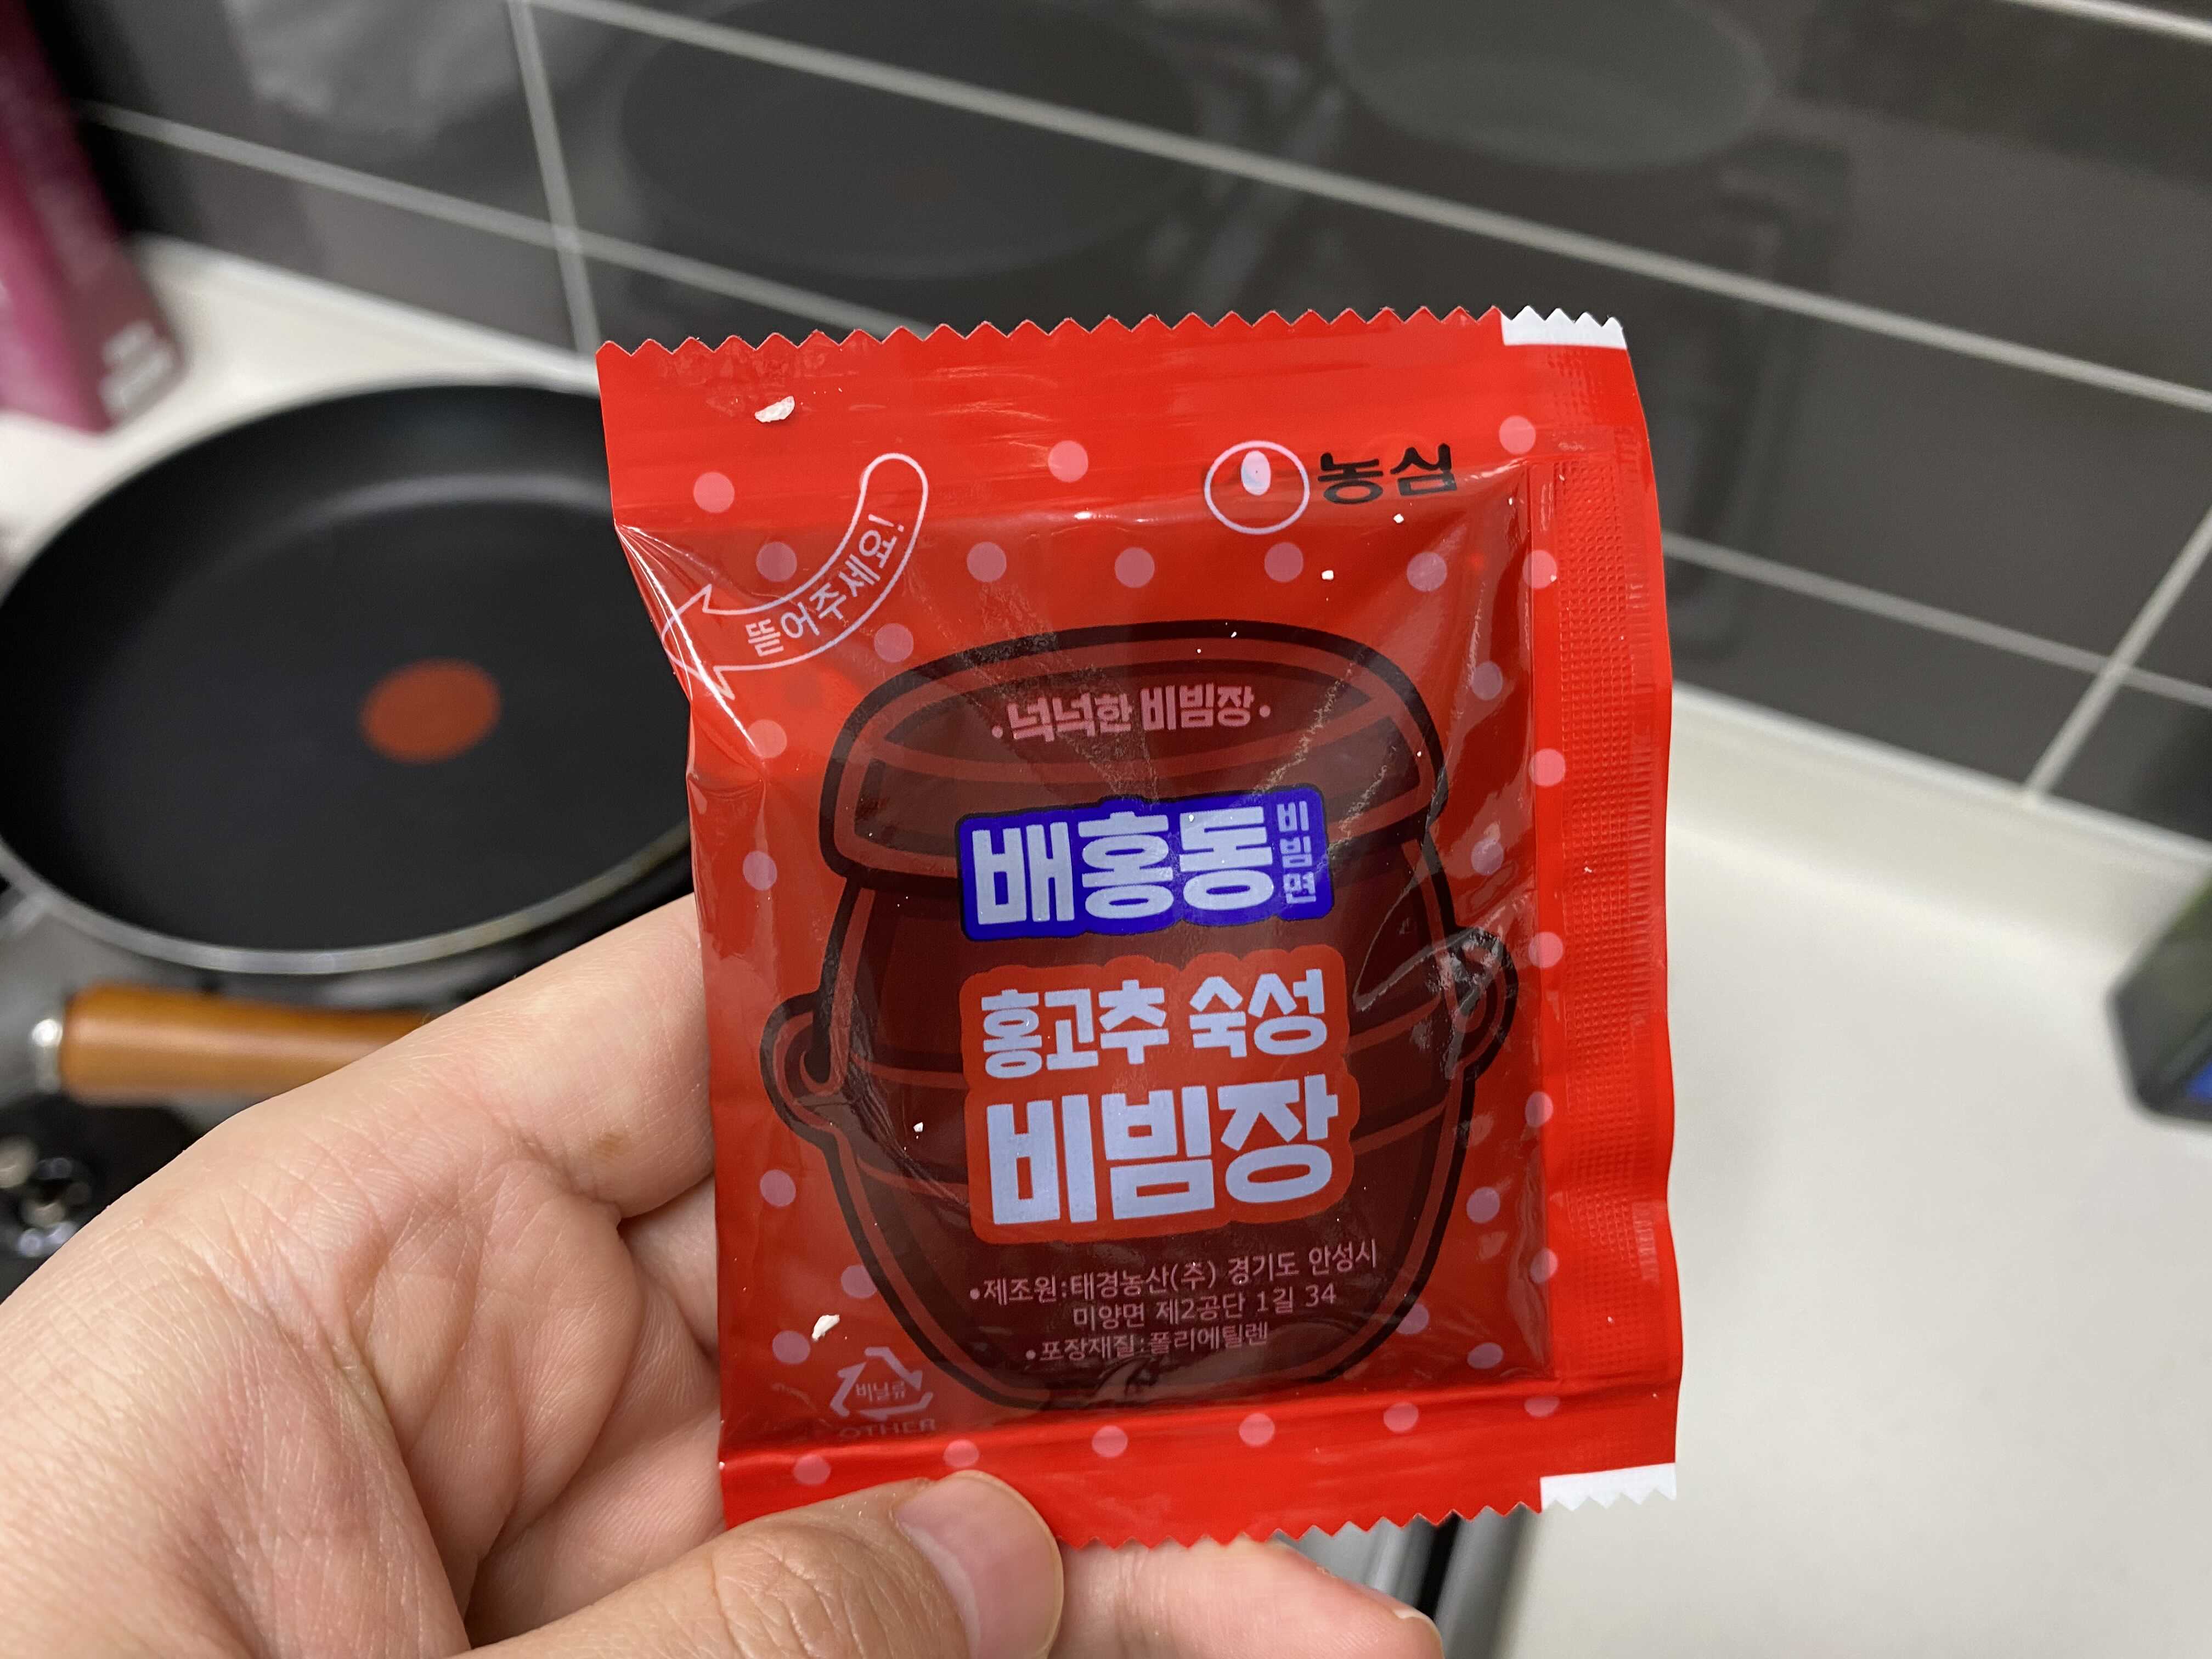 농심
뜯어주세요!
•넉넉한 비빔장•
배홍동 비빔면
홍고추 숙성
비빔장
•제조원:태경농산(주) 경기도 안성시
미양면 제2공단 1길 34
•포장재질:폴리에틸렌
비닐류
OTHER